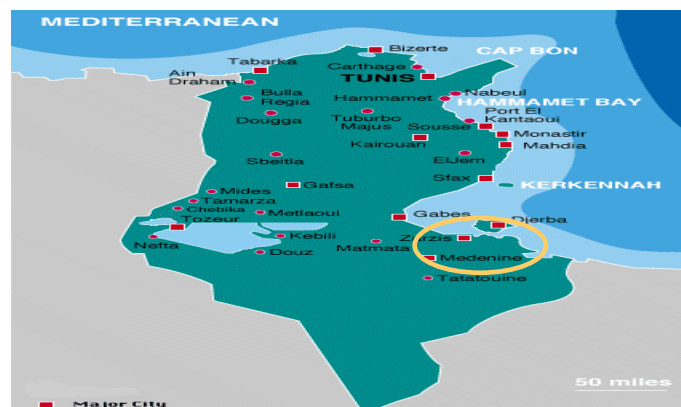 MEDITERRANEAN
Bizerte
CAP BON
Tabarka
Carthage
TUNIS
Ain
Draham
Bulla
Regia
Nabeul
Hammamet
HAMMAMET BAY
Port El
Kantaoui
Dougga
Tuburbo
Majus
Sousse
Monastir
Kairouan
Mahdia
Sbeitla
ElJem
Sfax
Gafsa
KERKENNAH
Mides
Tamarza
Chebika
Metlaoui
Tozeur
Gabes
Djerba
Nefta
Kebili
Zarzis
Matmata
Douz
Medenine
Tatatouine
50 miles
Major City